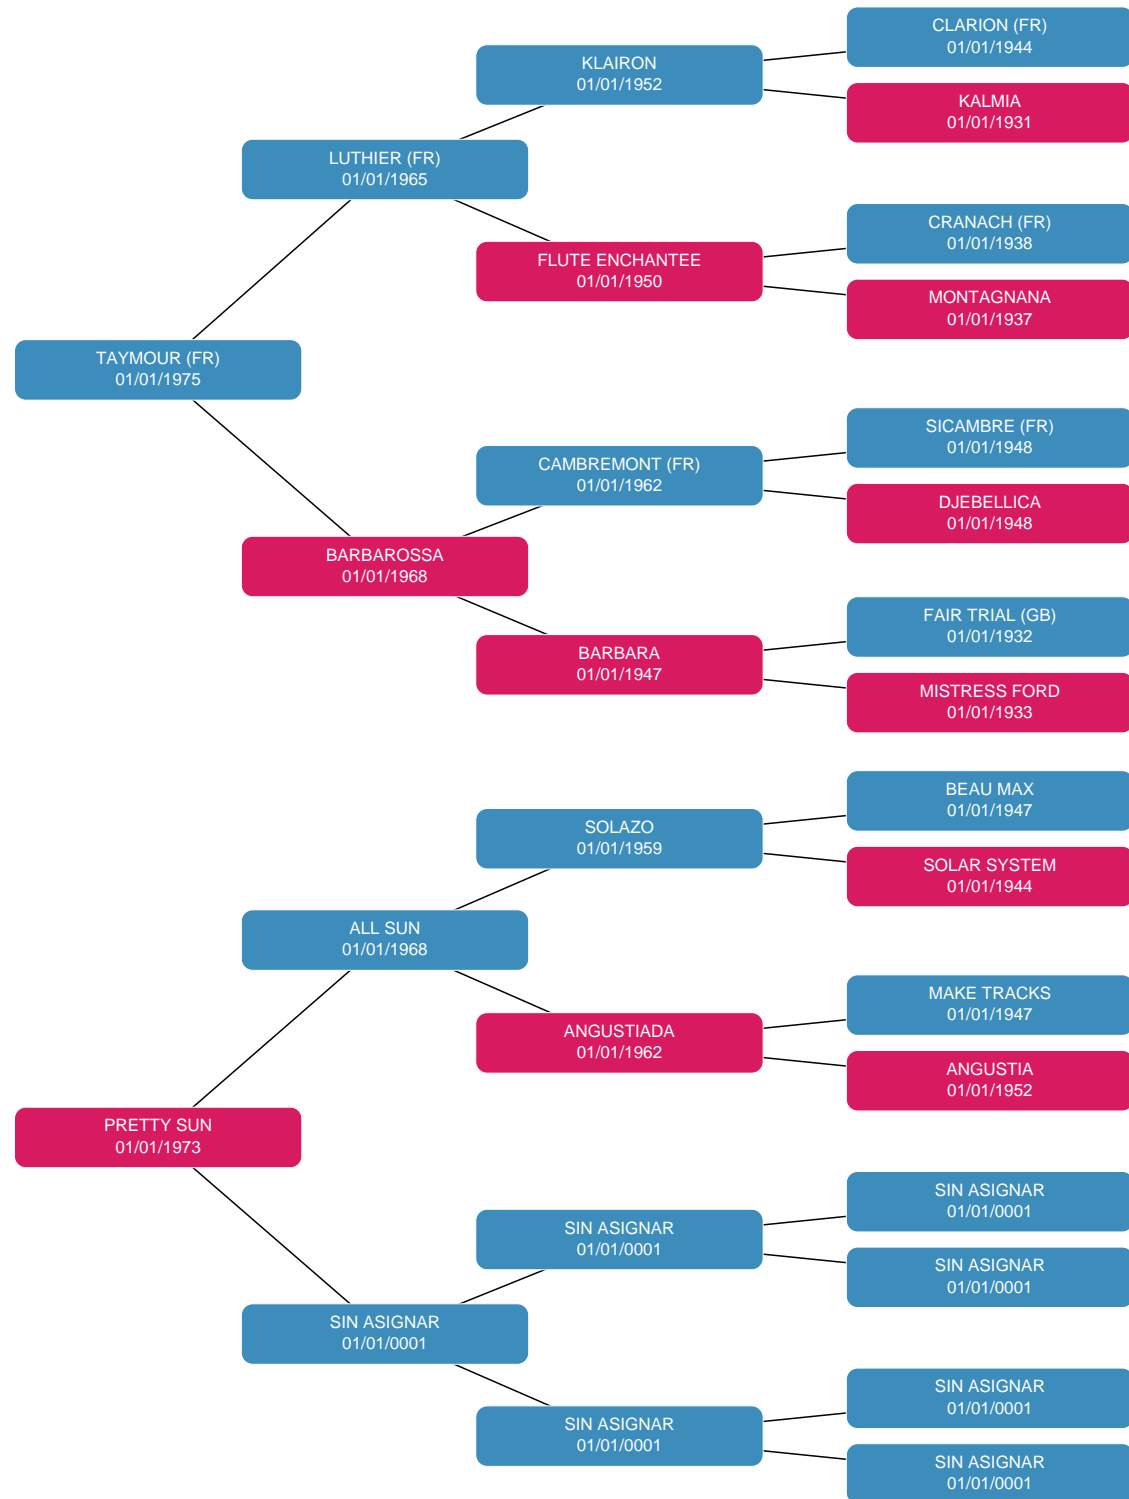 CLARION (FR)
01/01/1944
KLAIRON
01/01/1952
KALMIA
01/01/1931
LUTHIER (FR)
01/01/1965
CRANACH (FR)
01/01/1938
FLUTE ENCHANTEE
01/01/1950
MONTAGNANA
01/01/1937
TAYMOUR (FR)
01/01/1975
SICAMBRE (FR)
01/01/1948
CAMBREMONT (FR)
01/01/1962
DJEBELLICA
01/01/1948
BARBAROSSA
01/01/1968
FAIR TRIAL (GB)
01/01/1932
BARBARA
01/01/1947
MISTRESS FORD
01/01/1933
BEAU MAX
01/01/1947
SOLAZO
01/01/1959
SOLAR SYSTEM
01/01/1944
ALL SUN
01/01/1968
MAKE TRACKS
01/01/1947
ANGUSTIADA
01/01/1962
ANGUSTIA
01/01/1952
PRETTY SUN
01/01/1973
SIN ASIGNAR
01/01/0001
SIN ASIGNAR
01/01/0001
SIN ASIGNAR
01/01/0001
SIN ASIGNAR
01/01/0001
SIN ASIGNAR
01/01/0001
SIN ASIGNAR
01/01/0001
SIN ASIGNAR
01/01/0001